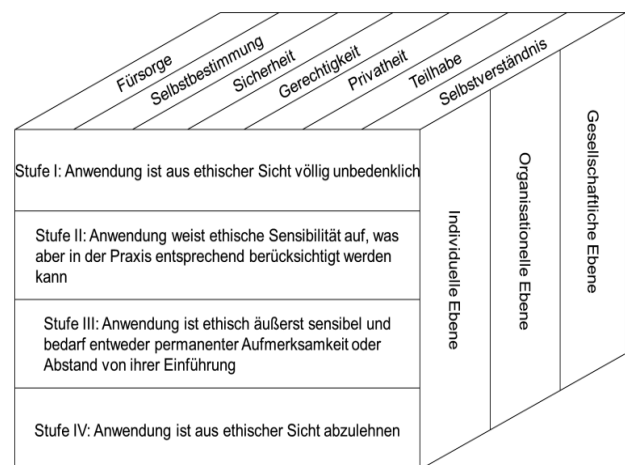 Fürsorge
Selbstbestimmung
Sicherheit
Gerechtigkeit
Privatheit
Teilhabe
Selbstverständnis
Stufe I: Anwendung ist aus ethischer Sicht völlig unbedenklich
Stufe II: Anwendung weist ethische Sensibilität auf, was
aber in der Praxis entsprechend berücksichtigt werden
kann
Stufe III: Anwendung ist ethisch äußerst sensibel und
bedarf entweder permanenter Aufmerksamkeit oder
Abstand von ihrer Einführung
Stufe IV: Anwendung ist aus ethischer Sicht abzulehnen
Individuelle Ebene
Organisationelle Ebene
Gesellschaftliche Ebene